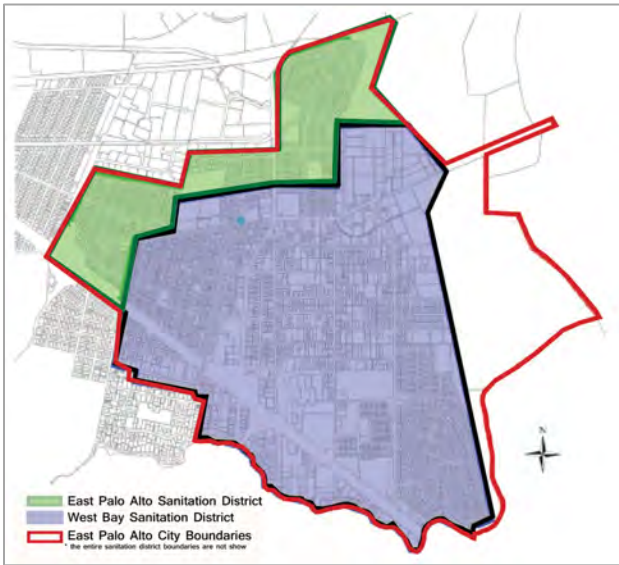 N
East Palo Alto Sanitation District
West Bay Sanitation District
East Palo Alto City Boundaries
* the entire sanitation district boundaries are not show